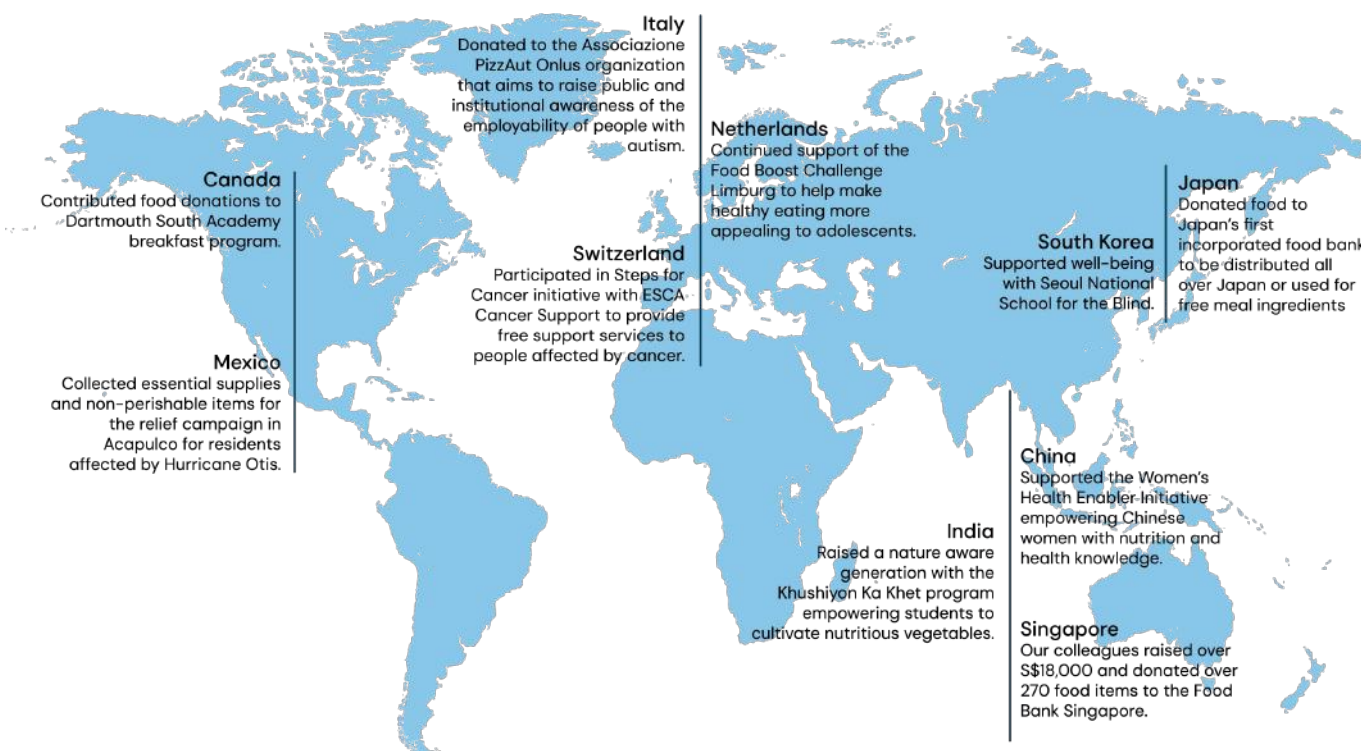 Italy
Donated to the Associazione
PizzAut Onlus organization
that aims to raise public and
institutional awareness of the
employability of people with
autism.
Netherlands
Continued support of the
Food Boost Challenge
Limburg to help make
healthy eating more
appealing to adolescents.
Canada
Contributed food donations to
Dartmouth South Academy
breakfast program.
Switzerland
Participated in Steps for
Cancer initiative with ESCA
Cancer Support to provide
free support services to
people affected by cancer.
Japan
Donated food to
Japan's first
incorporated food bank
to be distributed all
over Japan or used for
free meal ingredients
South Korea
Supported well-being
with Seoul National
School for the Blind.
Mexico
Collected essential supplies
and non-perishable items for
the relief campaign in
Acapulco for residents
affected by Hurricane Otis.
China
Supported the Women's
Health Enabler Initiative
empowering Chinese
women with nutrition and
health knowledge.
India
Raised a nature aware
generation with the
Khushiyon Ka Khet program
empowering students to
cultivate nutritious vegetables.
Singapore
Our colleagues raised over
S$18,000 and donated over
270 food items to the Food
Bank Singapore.